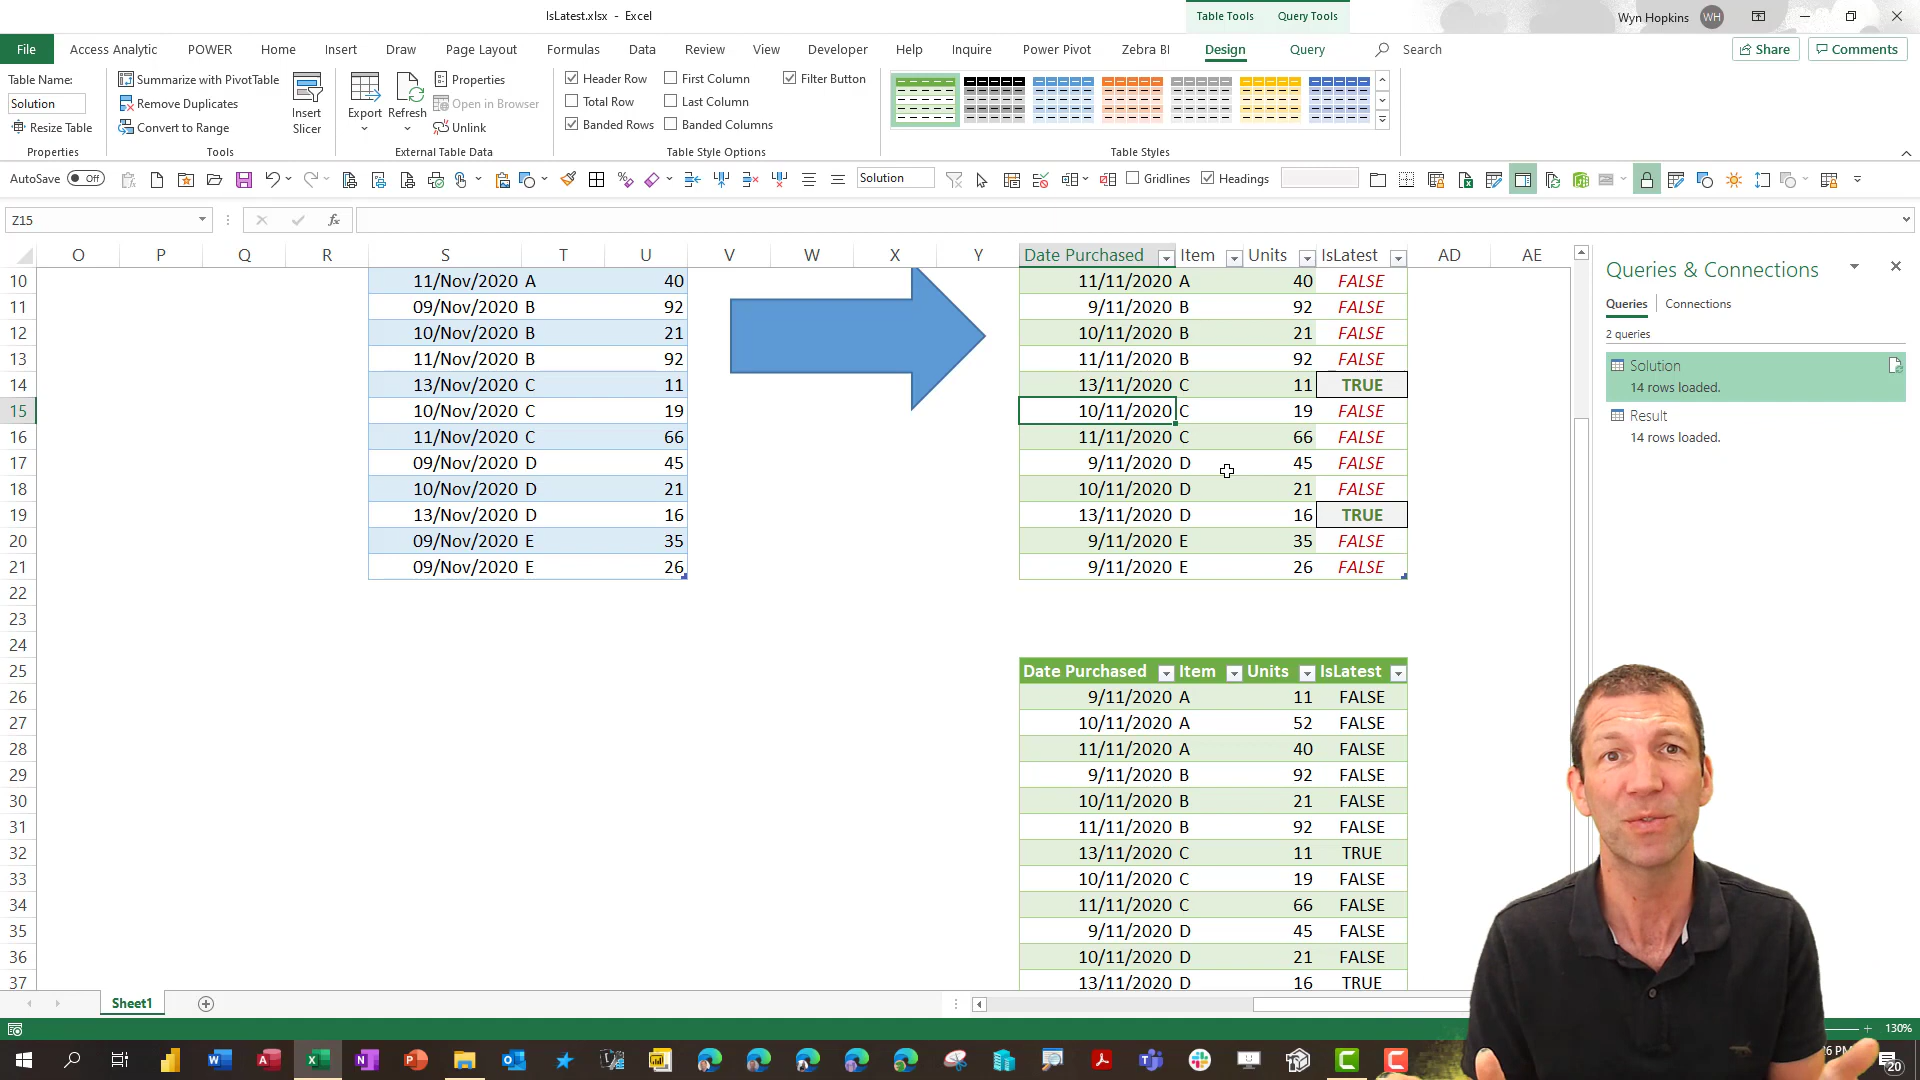 IsLatest.xlsx - Excel
Table Tools Query Tools
Wyn Hopkins WH
File Access Analytic POWER Home Insert Draw Page Layout Formulas Data Review View Developer Help Inquire Power Pivot Zebra BI Design Query Search Share Comments
Table Name:
Solution
Resize Table
Properties
Summarize with PivotTable
Remove Duplicates
Convert to Range
Insert Slicer
Tools
Export Refresh
Properties
Open in Browser
Unlink
External Table Data
Header Row First Column Filter Button
Total Row Last Column
Banded Rows Banded Columns
Table Style Options
Table Styles
AutoSave Off Solution Gridlines Headings
Z15 fx
O P Q R S T U V W X Y Date Purchased Item Units IsLatest AD AE
10 11/Nov/2020 A 40 11/11/2020 A 40 FALSE
11 09/Nov/2020 B 92 9/11/2020 B 92 FALSE
12 10/Nov/2020 B 21 10/11/2020 B 21 FALSE
13 11/Nov/2020 B 92 11/11/2020 B 92 FALSE
14 13/Nov/2020 C 11 13/11/2020 C 11 TRUE
15 10/Nov/2020 C 19 10/11/2020 C 19 FALSE
16 11/Nov/2020 C 66 11/11/2020 C 66 FALSE
17 09/Nov/2020 D 45 9/11/2020 D 45 FALSE
18 10/Nov/2020 D 21 10/11/2020 D 21 FALSE
19 13/Nov/2020 D 16 13/11/2020 D 16 TRUE
20 09/Nov/2020 E 35 9/11/2020 E 35 FALSE
21 09/Nov/2020 E 26 9/11/2020 E 26 FALSE
22
23
24
25 Date Purchased Item Units IsLatest
26 9/11/2020 A 11 FALSE
27 10/11/2020 A 52 FALSE
28 11/11/2020 A 40 FALSE
29 9/11/2020 B 92 FALSE
30 10/11/2020 B 21 FALSE
31 11/11/2020 B 92 FALSE
32 13/11/2020 C 11 TRUE
33 10/11/2020 C 19 FALSE
34 11/11/2020 C 66 FALSE
35 9/11/2020 D 45 FALSE
36 10/11/2020 D 21 FALSE
37 13/11/2020 D 16 TRUE
Queries & Connections
Queries Connections
2 queries
Solution
14 rows loaded.
Result
14 rows loaded.
Sheet1
130%
20